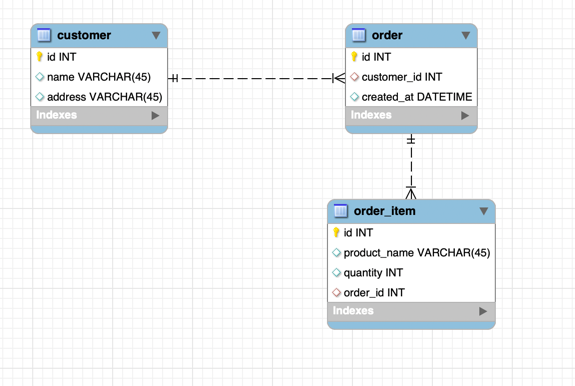 customer
id INT
name VARCHAR(45)
address VARCHAR(45)
Indexes
order
id INT
customer_id INT
created_at DATETIME
Indexes
order_item
id INT
product_name VARCHAR(45)
quantity INT
order_id INT
Indexes